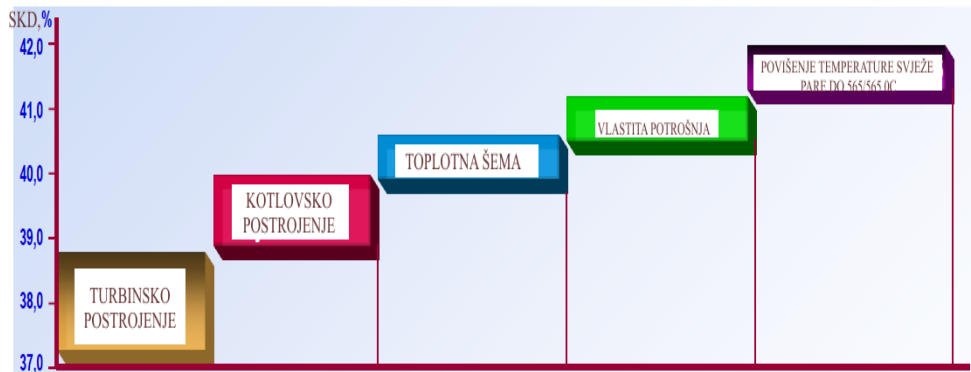 SKD,%
42,0
41,0
40,0
39,0
38,0
37,0
TURBINSKO
POSTROJENJE
KOTLOVSKO
POSTROJENJE
TOPLOTNA ŠEMA
VLASTITA POTROŠNJA
POVIŠENJE TEMPERATURE SVJEŽE
PARE DO 565/565 0C